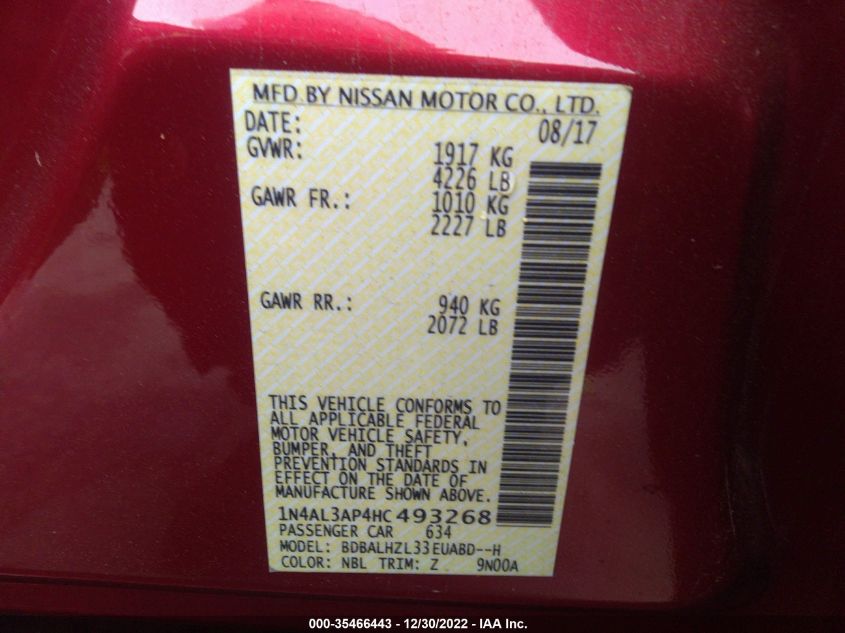 MFD BY NISSAN MOTOR CO., LTD.
DATE: 08/17
GVWR: 1917 KG
4226 LB
GAWR FR.: 1010 KG
2227 LB
GAWR RR.: 940 KG
2072 LB
THIS VEHICLE CONFORMS TO
ALL APPLICABLE FEDERAL
MOTOR VEHICLE SAFETY,
BUMPER, AND THEFT
PREVENTION STANDARDS IN
EFFECT ON THE DATE OF
MANUFACTURE SHOWN ABOVE.
1N4AL3AP4HC493268
PASSENGER CAR 634
MODEL: BDBALHZL33EUABD--H
COLOR: NBL TRIM: Z 9N00A
000-35466443 - 12/30/2022 - IAA Inc.